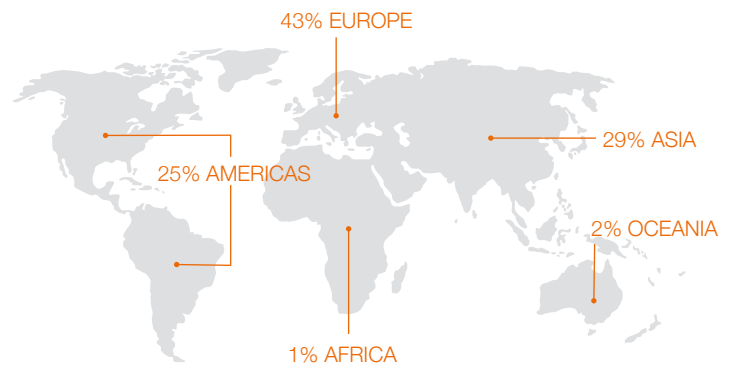 43% EUROPE
29% ASIA
25% AMERICAS
2% OCEANIA
1% AFRICA